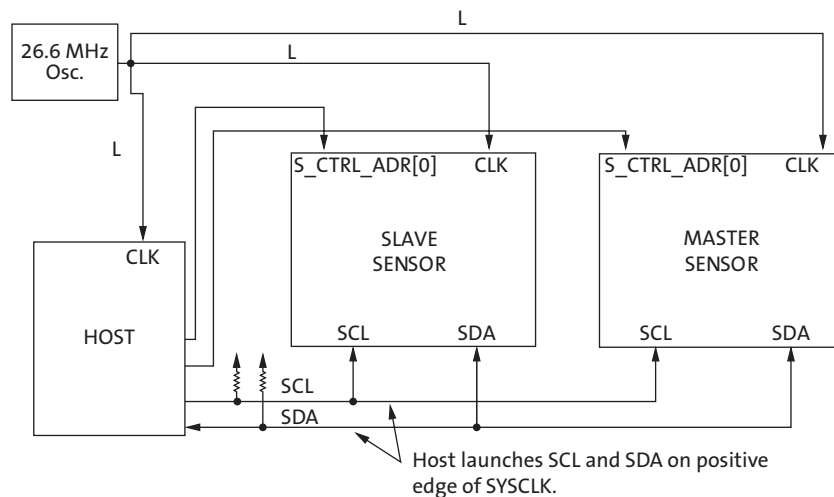 L
26.6 MHz
Osc.
L
L
S_CTRL_ADR[0] CLK
S_CTRL_ADR[0] CLK
SLAVE
SENSOR
MASTER
SENSOR
CLK
HOST
SCL SDA
SCL SDA
SCL
SDA
Host launches SCL and SDA on positive
edge of SYSCLK.